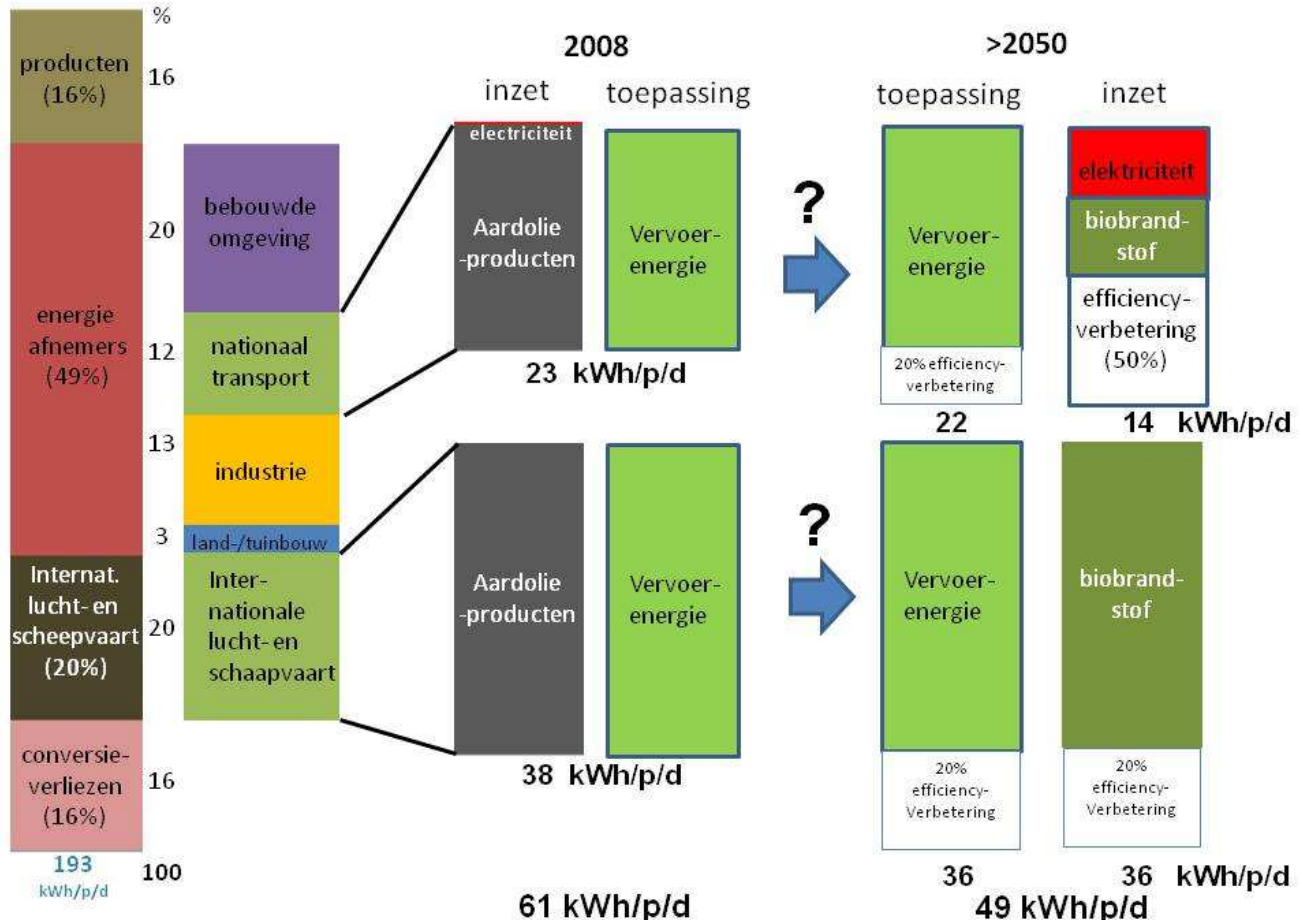 %
producten
(16%)
16
energie
afnemers
(49%)
20
12
13
3
Internat.
lucht- en
scheepvaart
(20%)
20
conversie-
verliezen
(16%)
16
193
kWh/p/d
100
bebouwde
omgeving
nationaal
transport
industrie
land-/tuinbouw
Inter-
nationale
lucht- en
schaapvaart
2008
inzet
toepassing
electriciteit
Aardolie
-producten
Vervoer-
energie
23 kWh/p/d
Aardolie
-producten
Vervoer-
energie
38 kWh/p/d
61 kWh/p/d
?
?
>2050
toepassing
inzet
Vervoer-
energie
20% efficiency-
verbetering
22
elektriciteit
biobrand-
stof
efficiency-
verbetering
(50%)
14 kWh/p/d
Vervoer-
energie
20%
efficiency-
Verbetering
36
biobrand-
stof
20%
efficiency-
Verbetering
36 kWh/p/d
49 kWh/p/d